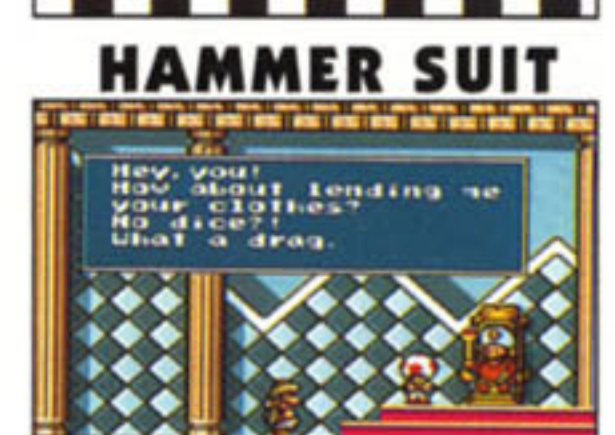 HAMMER SUIT
Hey, you!
How about lending me
your clothes?
No dice?!
What a drag.